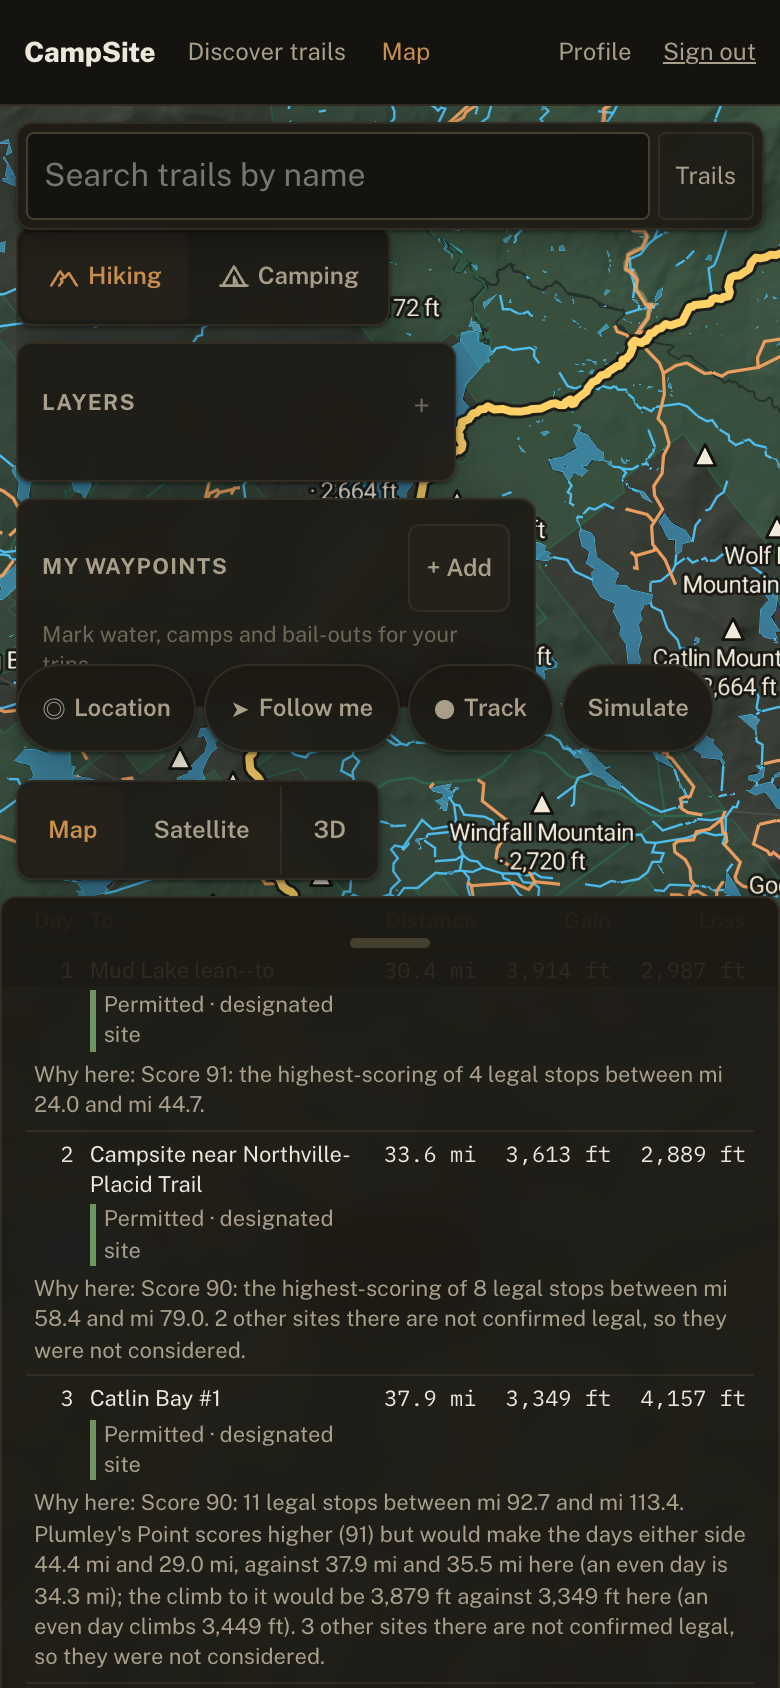 CampSite Discover trails Map Profile Sign out
Search trails by name Trails
Hiking Camping
72 ft
LAYERS +
2,664 ft
MY WAYPOINTS + Add
ft
Wolf
Mountain
Mark water, camps and bail-outs for your
trips
ft
Catlin Mount
,664 ft
Location Follow me Track Simulate
Map Satellite 3D
Windfall Mountain
2,720 ft
Goo
Day To Distance Gain Loss
1 Mud Lake lean--to 30.4 mi 3,914 ft 2,987 ft
Permitted · designated
site
Why here: Score 91: the highest-scoring of 4 legal stops between mi
24.0 and mi 44.7.
2 Campsite near Northville- 33.6 mi 3,613 ft 2,889 ft
Placid Trail
Permitted · designated
site
Why here: Score 90: the highest-scoring of 8 legal stops between mi
58.4 and mi 79.0. 2 other sites there are not confirmed legal, so they
were not considered.
3 Catlin Bay #1 37.9 mi 3,349 ft 4,157 ft
Permitted · designated
site
Why here: Score 90: 11 legal stops between mi 92.7 and mi 113.4.
Plumley's Point scores higher (91) but would make the days either side
44.4 mi and 29.0 mi, against 37.9 mi and 35.5 mi here (an even day is
34.3 mi); the climb to it would be 3,879 ft against 3,349 ft here (an
even day climbs 3,449 ft). 3 other sites there are not confirmed legal,
so they were not considered.